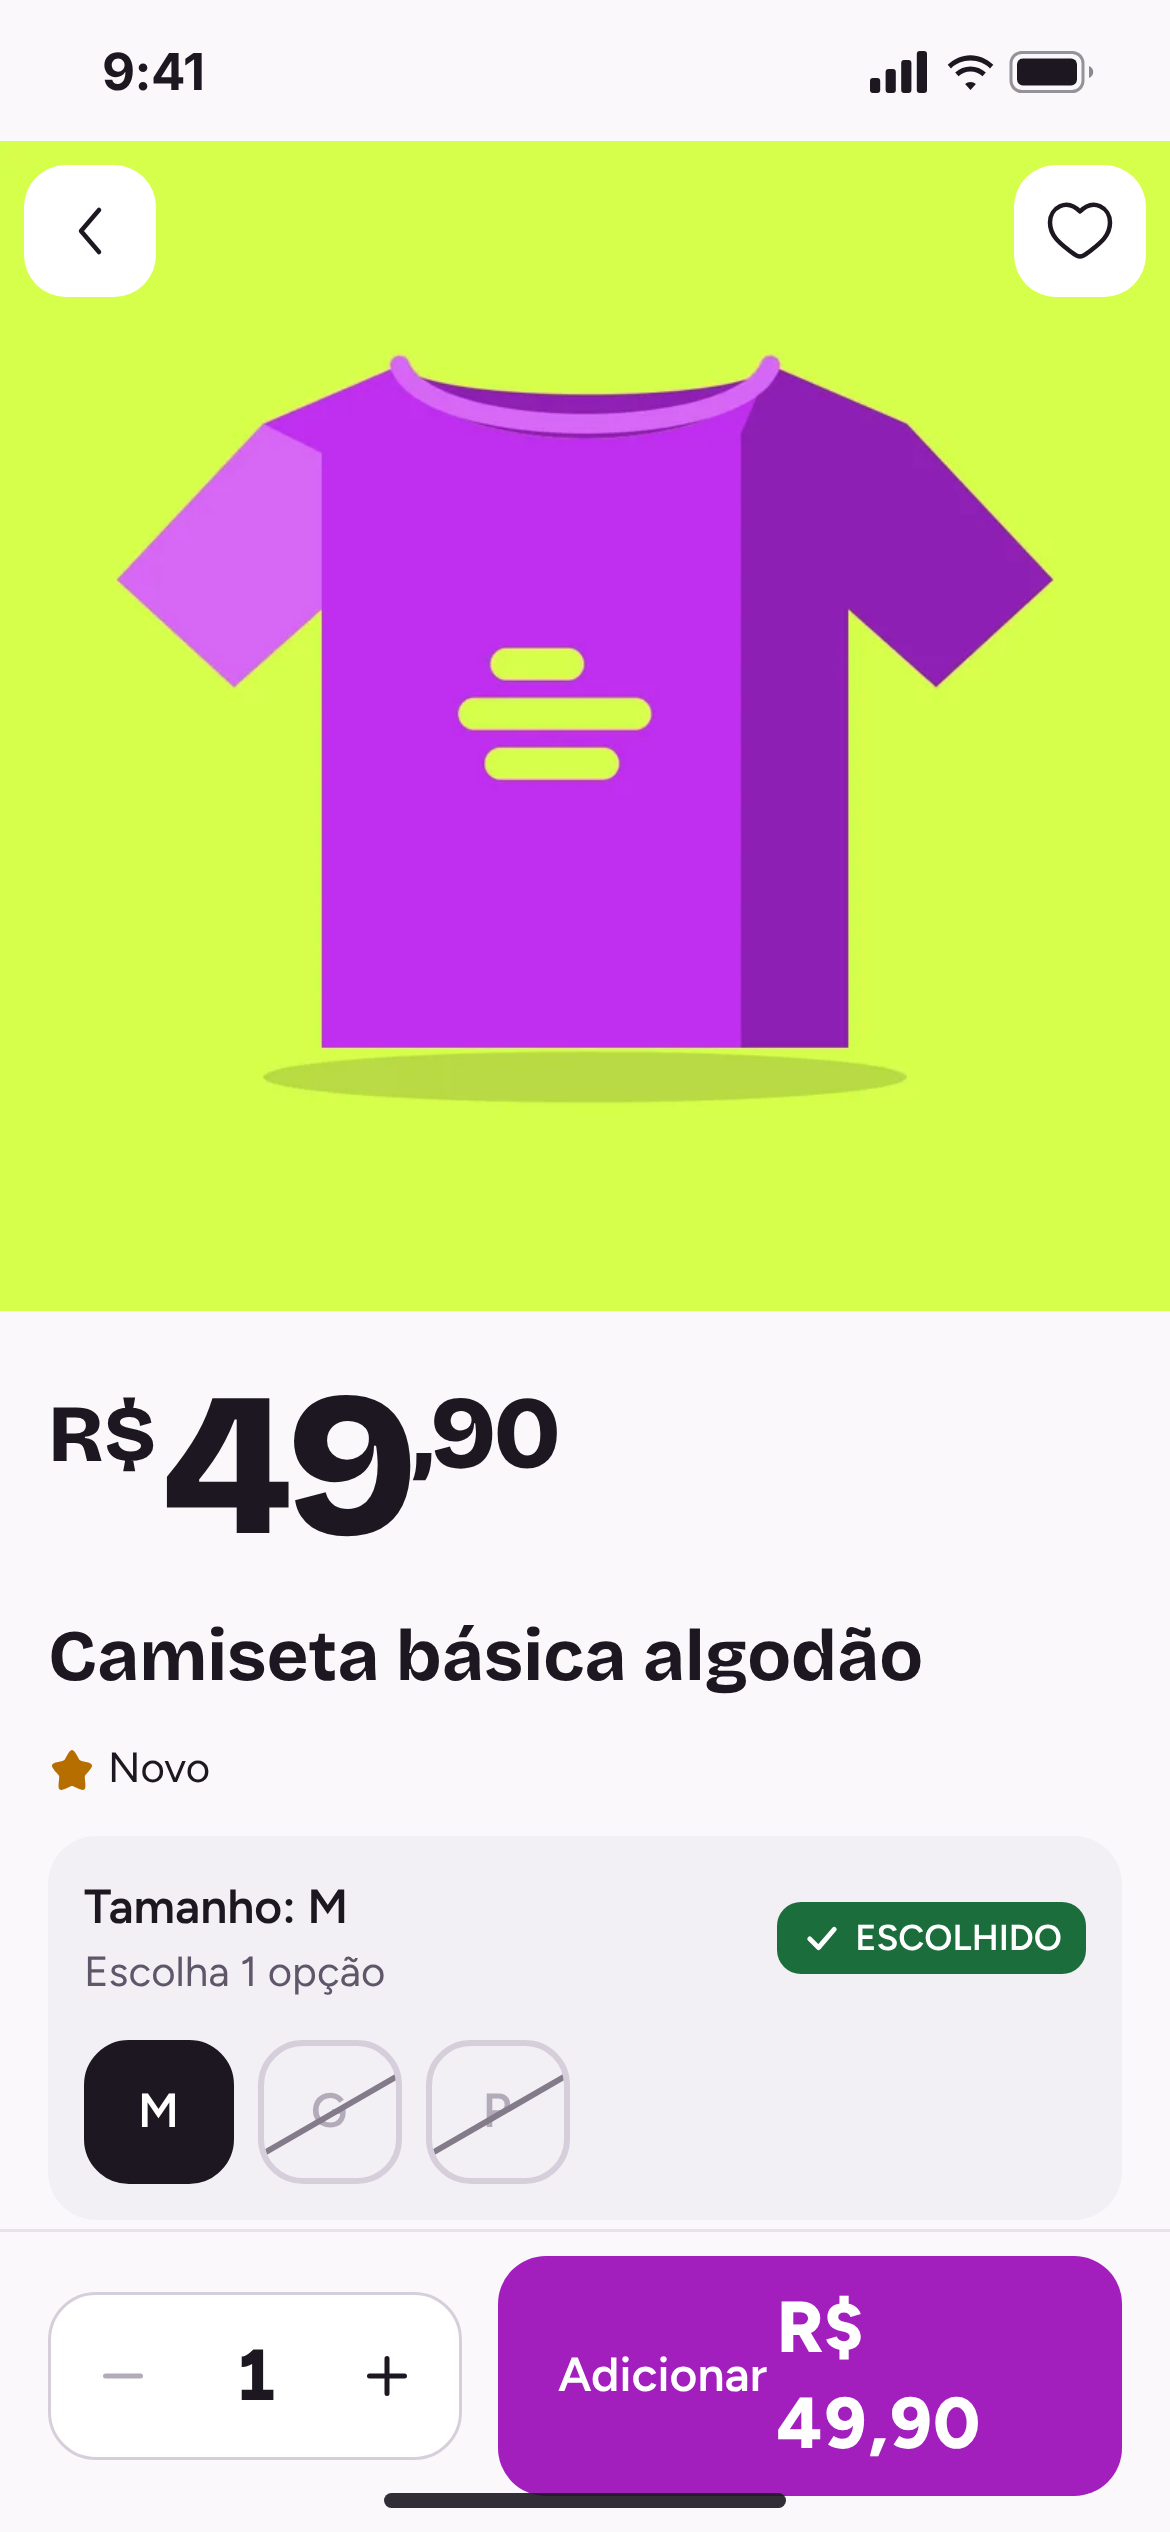 9:41
R$ 49,90
Camiseta básica algodão
Novo
Tamanho: M
ESCOLHIDO
Escolha 1 opção
M
G
P
1
Adicionar
R$
49,90